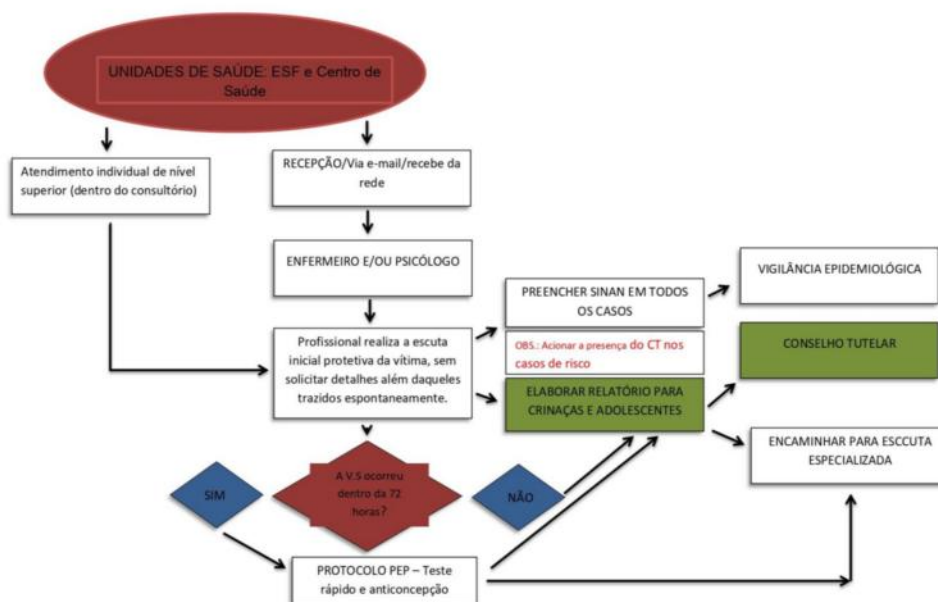 UNIDADES DE SAÚDE: ESF e Centro de
Saúde
Atendimento individual de nível
superior (dentro do consultório)
RECEPÇÃO/Via e-mail/recebe da
rede
ENFERMEIRO E/OU PSICÓLOGO
Profissional realiza a escuta
inicial protetiva da vítima, sem
solicitar detalhes além daqueles
trazidos espontaneamente.
PREENCHER SINAN EM TODOS
OS CASOS
OBS.: Acionar a presença do CT nos
casos de risco
ELABORAR RELATÓRIO PARA
CRINAÇAS E ADOLESCENTES
VIGILÂNCIA EPIDEMIOLÓGICA
CONSELHO TUTELAR
ENCAMINHAR PARA ESCCUTA
ESPECIALIZADA
SIM
A V.S ocorreu
dentro da 72
horas?
NÃO
PROTOCOLO PEP – Teste
rápido e anticoncepção